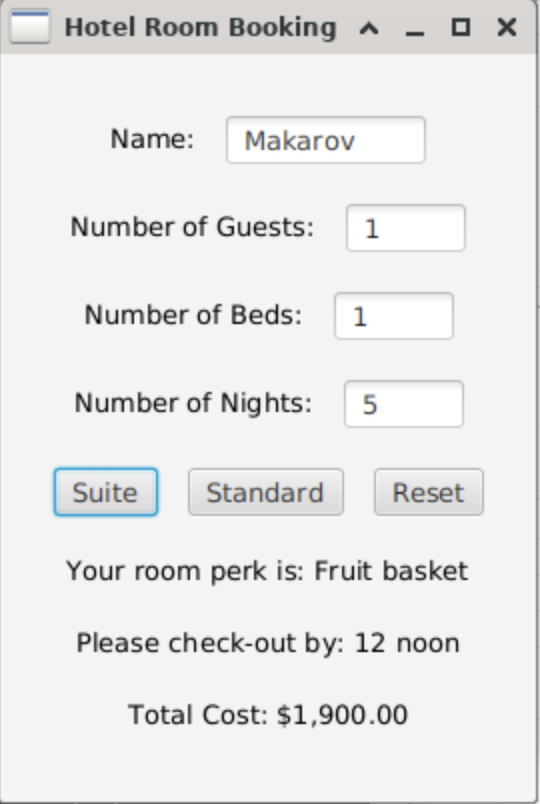 Hotel Room Booking
Name: Makarov
Number of Guests: 1
Number of Beds: 1
Number of Nights: 5
Suite Standard Reset
Your room perk is: Fruit basket
Please check-out by: 12 noon
Total Cost: $1,900.00